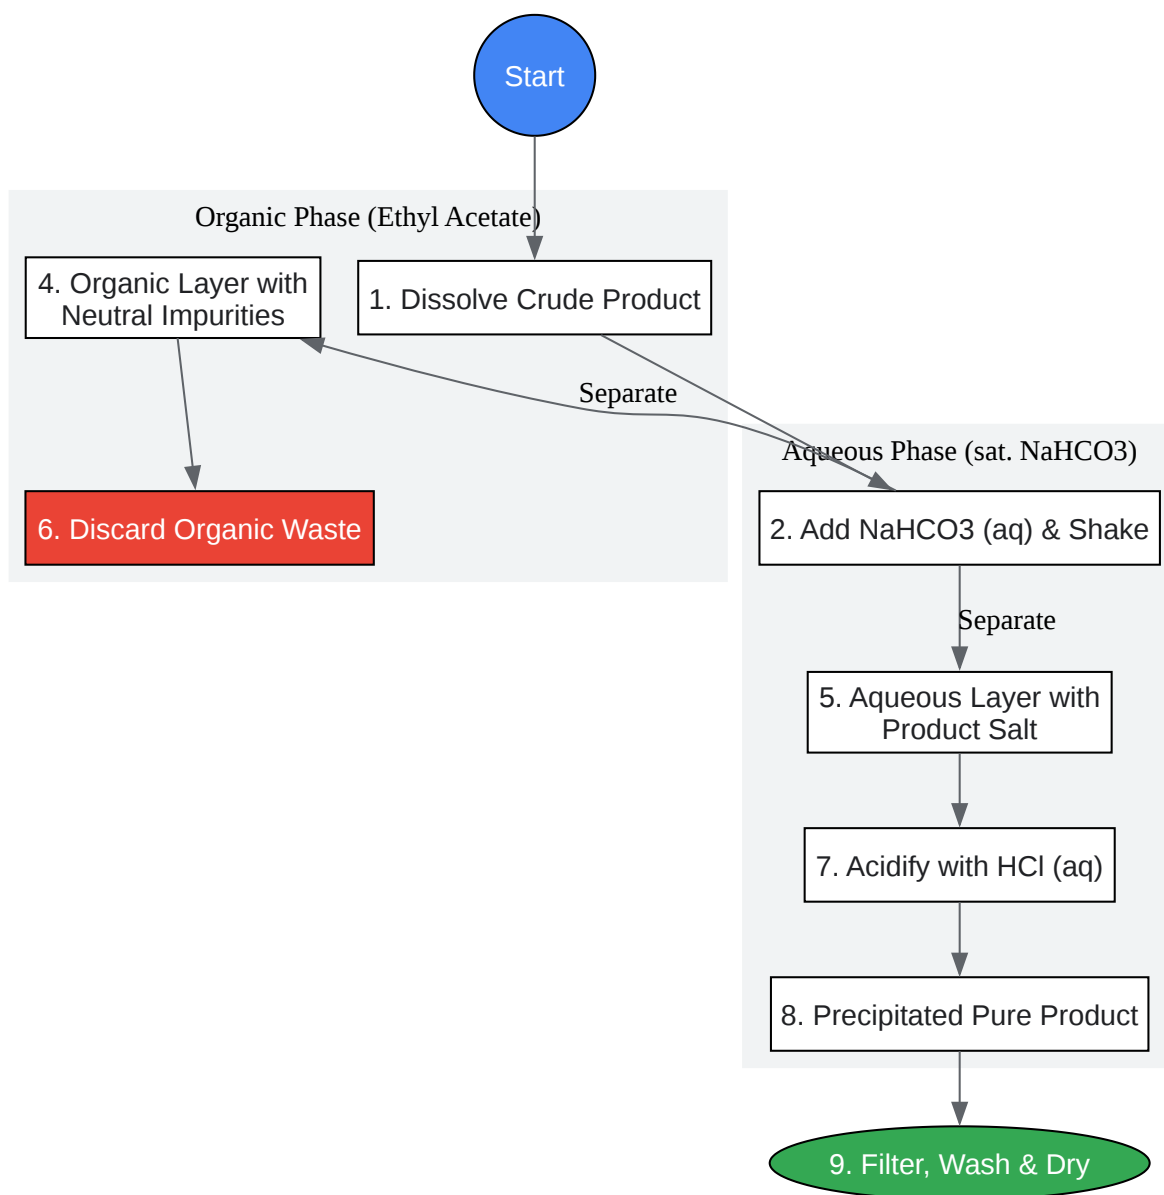 Start
Organic Phase (Ethyl Acetate)
4. Organic Layer with
Neutral Impurities
1. Dissolve Crude Product
Separate
Aqueous Phase (sat. NaHCO3)
6. Discard Organic Waste
2. Add NaHCO3 (aq) & Shake
Separate
5. Aqueous Layer with
Product Salt
7. Acidify with HCl (aq)
8. Precipitated Pure Product
9. Filter, Wash & Dry